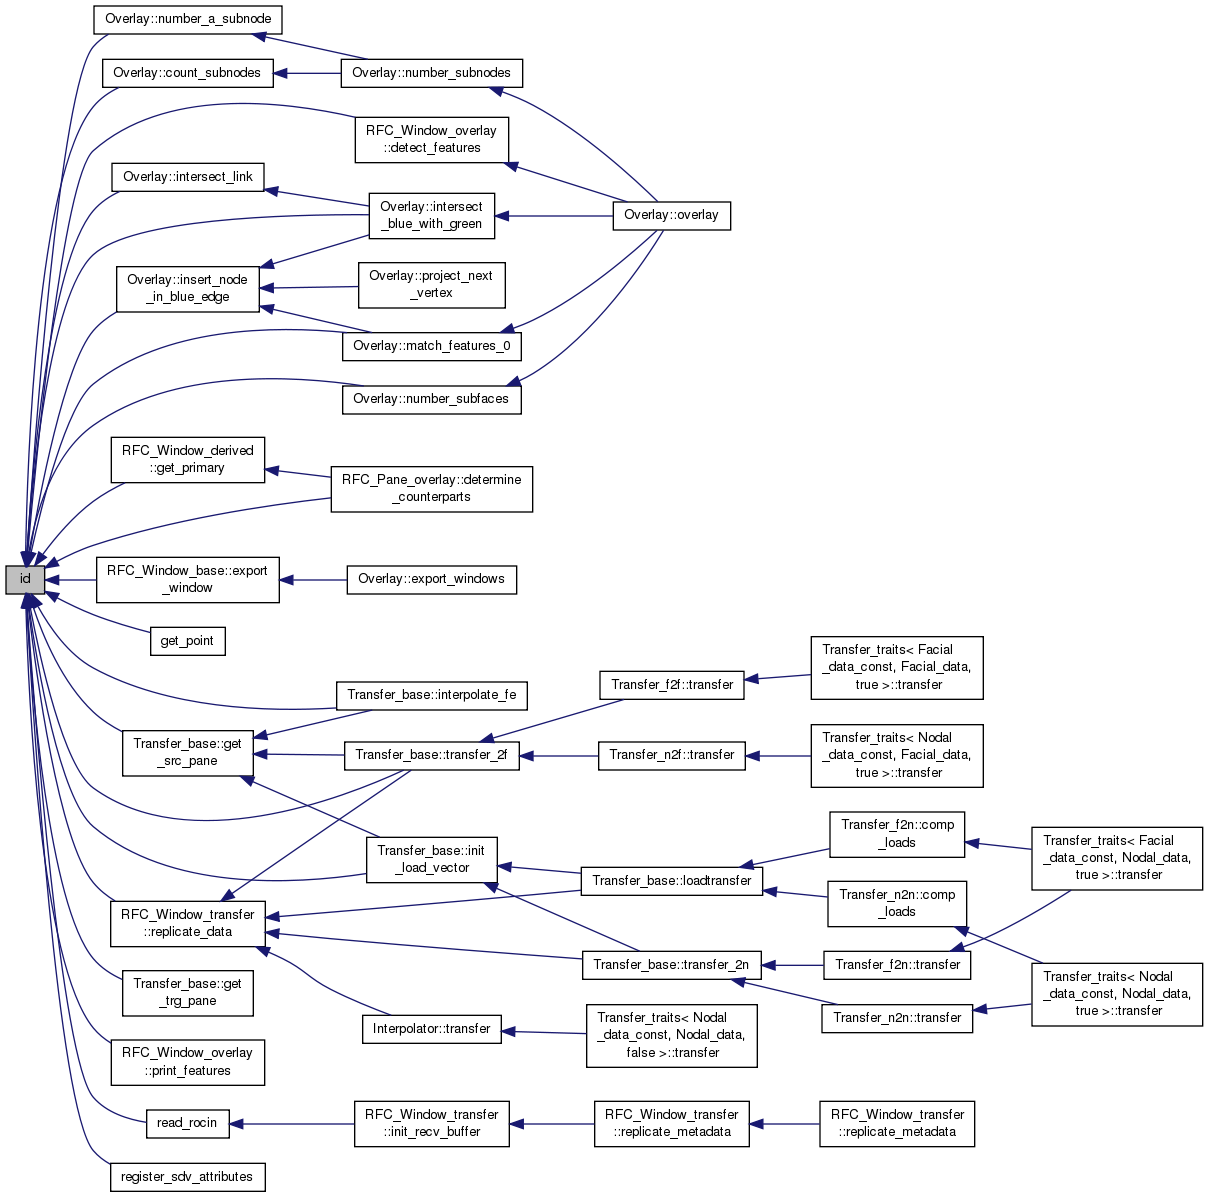 Overlay::number_a_subnode
Overlay::count_subnodes
Overlay::number_subnodes
RFC_Window_overlay
::detect_features
Overlay::intersect_link
Overlay::intersect
_blue_with_green
Overlay::overlay
Overlay::insert_node
_in_blue_edge
Overlay::project_next
_vertex
Overlay::match_features_0
Overlay::number_subfaces
RFC_Window_derived
::get_primary
RFC_Pane_overlay::determine
_counterparts
id
RFC_Window_base::export
_window
Overlay::export_windows
get_point
Transfer_base::interpolate_fe
Transfer_f2f::transfer
Transfer_traits< Facial
_data_const, Facial_data,
true >::transfer
Transfer_base::get
_src_pane
Transfer_base::transfer_2f
Transfer_n2f::transfer
Transfer_traits< Nodal
_data_const, Facial_data,
true >::transfer
Transfer_base::init
_load_vector
Transfer_base::loadtransfer
Transfer_f2n::comp
_loads
Transfer_traits< Facial
_data_const, Nodal_data,
true >::transfer
Transfer_n2n::comp
_loads
RFC_Window_transfer
::replicate_data
Transfer_base::transfer_2n
Transfer_f2n::transfer
Transfer_traits< Nodal
_data_const, Nodal_data,
true >::transfer
Transfer_n2n::transfer
Transfer_base::get
_trg_pane
Interpolator::transfer
Transfer_traits< Nodal
_data_const, Nodal_data,
false >::transfer
RFC_Window_overlay
::print_features
read_rocin
RFC_Window_transfer
::init_recv_buffer
RFC_Window_transfer
::replicate_metadata
RFC_Window_transfer
::replicate_metadata
register_sdv_attributes